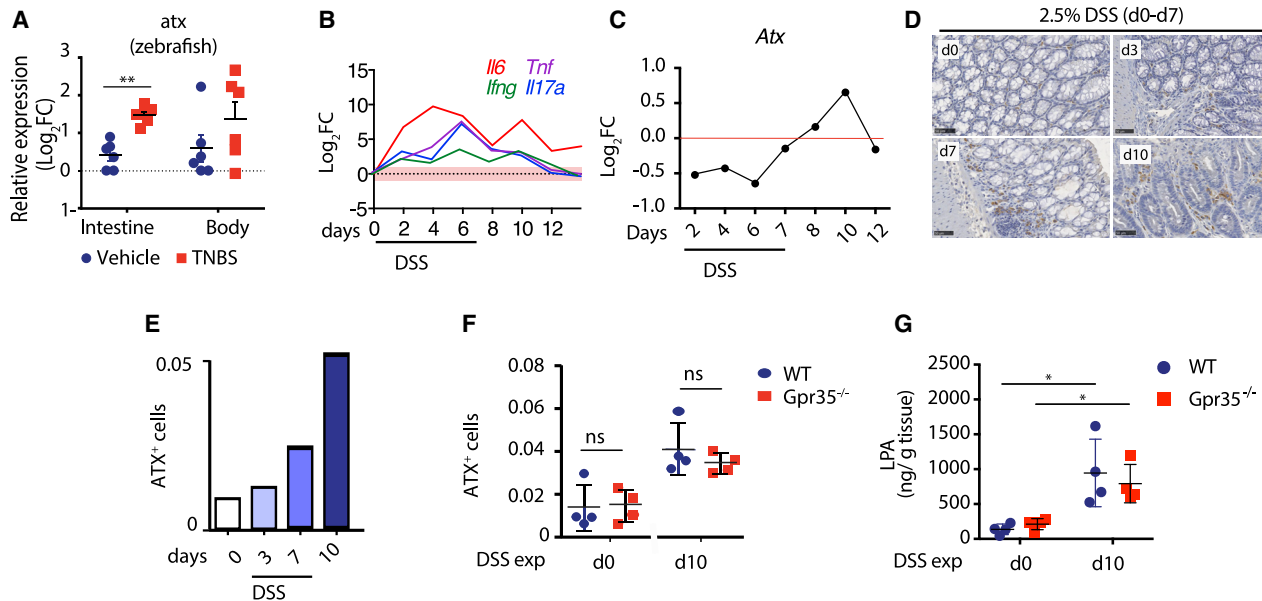 A
atx
(zebrafish)
Relative expression
(Log2FC)
3
2
1
0
1-
**
Intestine
Body
Vehicle
TNBS
B
Il6 Tnf
Ifng Il17a
Log2FC
15
10
5
0
-5
days
0 2 4 6 8 10 12
DSS
C
Atx
Log2FC
1.0
0.5
0.0
-0.5
-1.0
Days
2 4 6 7 8 10 12
DSS
D
2.5% DSS (d0-d7)
d0
d3
d7
d10
E
ATX+ cells
0.05
0
days
0 3 7 10
DSS
F
ATX+ cells
0.08
0.06
0.04
0.02
0
ns
ns
WT
Gpr35-/-
DSS exp
d0
d10
G
LPA
(ng/ g tissue)
2500
2000
1500
1000
500
0
*
*
WT
Gpr35-/-
DSS exp
d0
d10